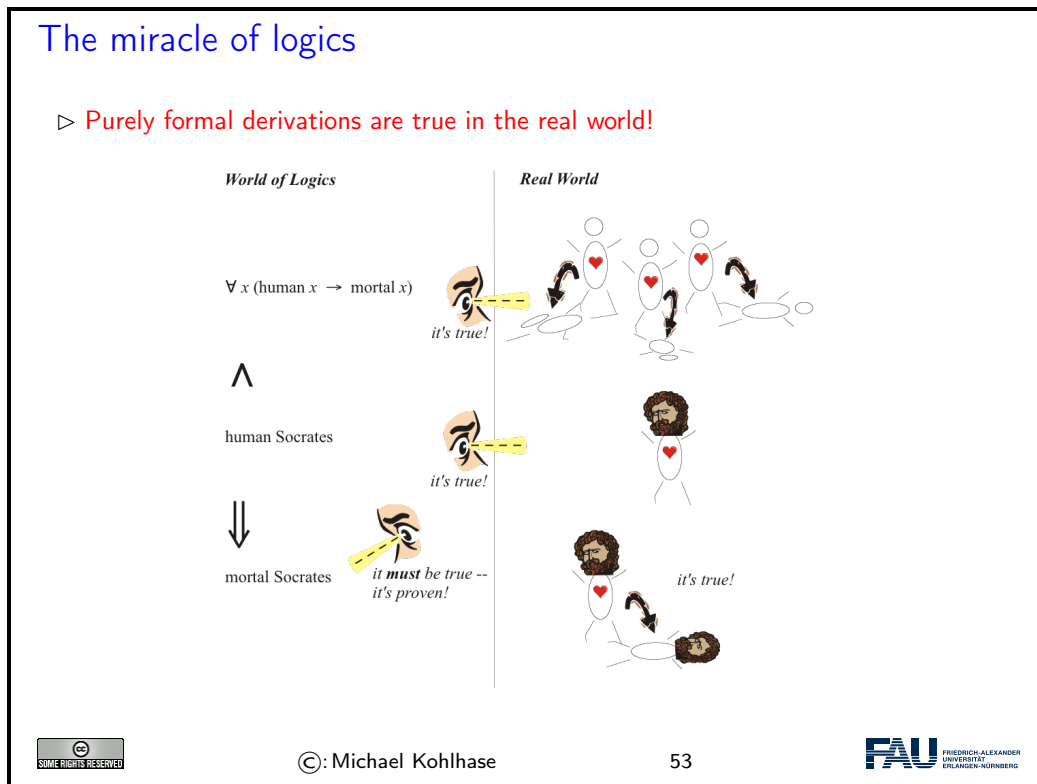 The miracle of logics
▷ Purely formal derivations are true in the real world!
World of Logics
Real World
∀ x (human x → mortal x)
it's true!
∧
human Socrates
it's true!
⇓
mortal Socrates
it must be true --
it's proven!
it's true!
cc
SOME RIGHTS RESERVED
©: Michael Kohlhase
53
FAU
FRIEDRICH-ALEXANDER
UNIVERSITÄT
ERLANGEN-NÜRNBERG